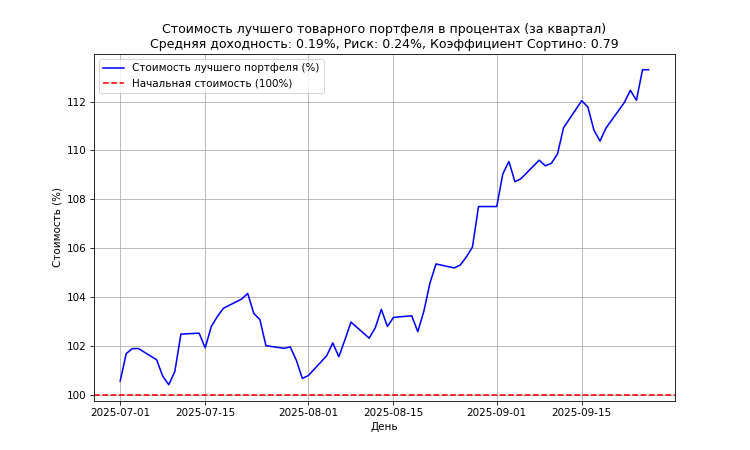 Стоимость лучшего товарного портфеля в процентах (за квартал)
Средняя доходность: 0.19%, Риск: 0.24%, Коэффициент Сортино: 0.79
Стоимость лучшего портфеля (%)
Начальная стоимость (100%)
Стоимость (%)
112
110
108
106
104
102
100
2025-07-01
2025-07-15
2025-08-01
2025-08-15
2025-09-01
2025-09-15
День